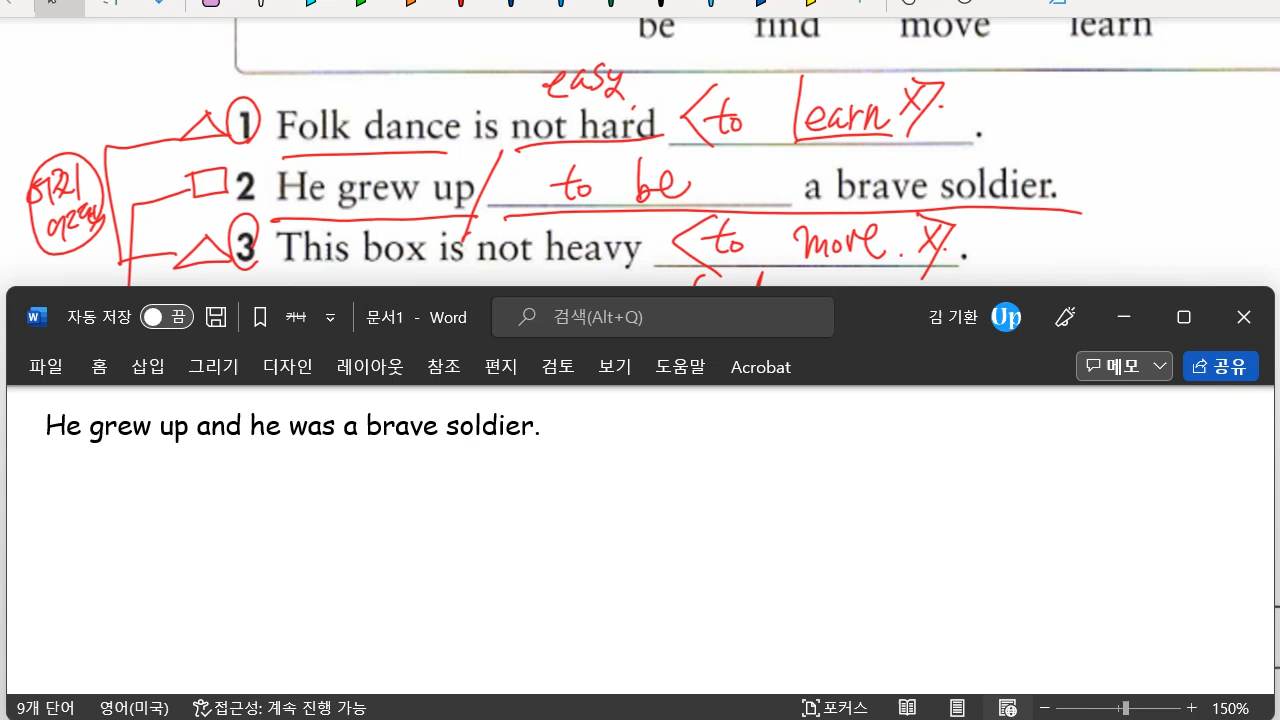 be find move learn
easy
1 Folk dance is not hard <to learn X>.
2 He grew up / to be a brave soldier.
3 This box is not heavy <to move. X>.
자동 저장 끔 문서1 - Word 검색(Alt+Q) 김 기환 Up
파일 홈 삽입 그리기 디자인 레이아웃 참조 편지 검토 보기 도움말 Acrobat 메모 공유
He grew up and he was a brave soldier.
9개 단어 영어(미국) 접근성: 계속 진행 가능 포커스 150%